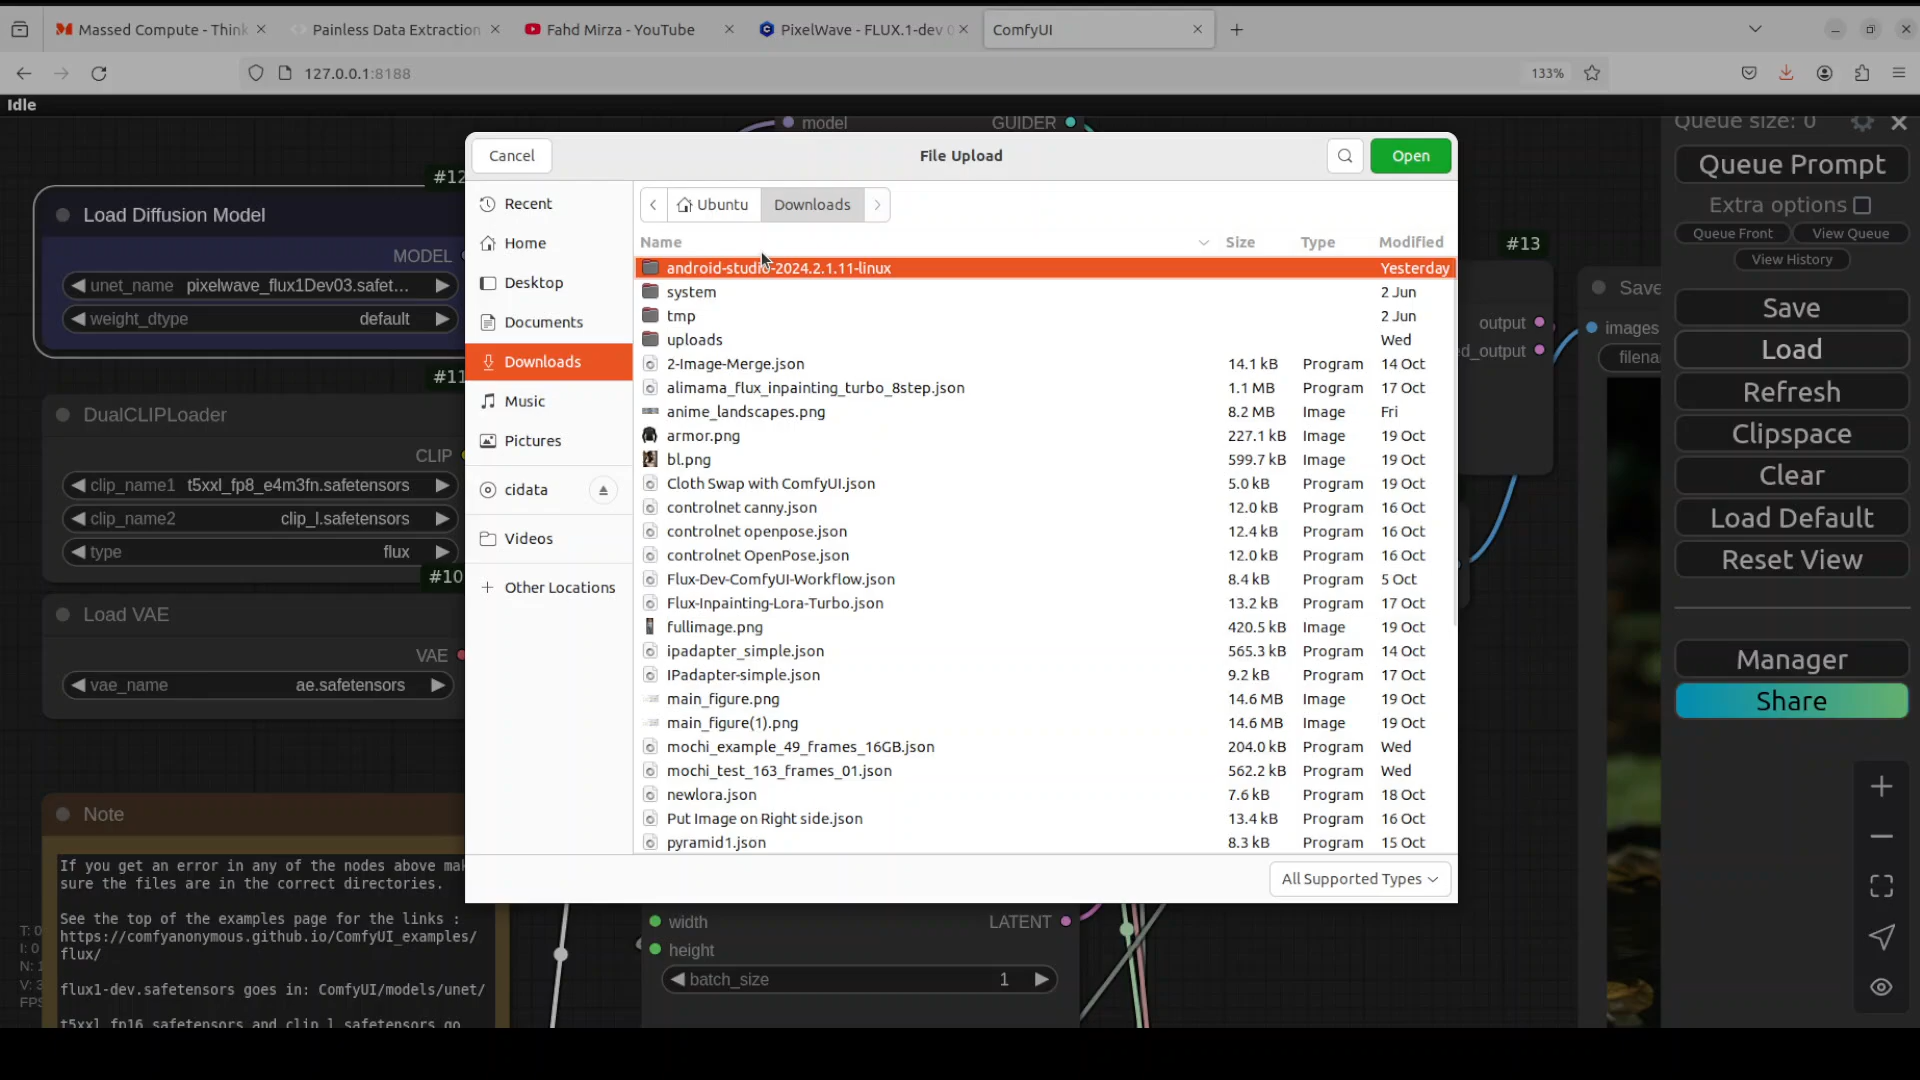 Massed Compute - Think
Painless Data Extraction
Fahd Mirza - YouTube
PixelWave - FLUX.1-dev 0
ComfyUI
127.0.0.1:8188
133%
Idle
model
GUIDER
Queue size: 0
Cancel
File Upload
Open
Queue Prompt
Extra options
Queue Front
View Queue
View History
Save
Load
Refresh
Clipspace
Clear
Load Default
Reset View
Manager
Share
#12
Load Diffusion Model
MODEL
unet_name pixelwave_flux1Dev03.safet...
weight_dtype default
#11
DualCLIPLoader
CLIP
clip_name1 t5xxl_fp8_e4m3fn.safetensors
clip_name2 clip_l.safetensors
type flux
#10
Load VAE
VAE
vae_name ae.safetensors
Note
If you get an error in any of the nodes above mak
sure the files are in the correct directories.
See the top of the examples page for the links :
https://comfyanonymous.github.io/ComfyUI_examples/
flux/
flux1-dev.safetensors goes in: ComfyUI/models/unet/
t5xxl_fp16.safetensors and clip_l.safetensors go
T: 0
I: 0
N: 1
V: 3
FPS
Recent
Home
Desktop
Documents
Downloads
Music
Pictures
cidata
Videos
Other Locations
Ubuntu
Downloads
Name Size Type Modified
android-studio-2024.2.1.11-linux Yesterday
system 2 Jun
tmp 2 Jun
uploads Wed
2-Image-Merge.json 14.1 kB Program 14 Oct
alimama_flux_inpainting_turbo_8step.json 1.1 MB Program 17 Oct
anime_landscapes.png 8.2 MB Image Fri
armor.png 227.1 kB Image 19 Oct
bl.png 599.7 kB Image 19 Oct
Cloth Swap with ComfyUI.json 5.0 kB Program 19 Oct
controlnet canny.json 12.0 kB Program 16 Oct
controlnet openpose.json 12.4 kB Program 16 Oct
controlnet OpenPose.json 12.0 kB Program 16 Oct
Flux-Dev-ComfyUI-Workflow.json 8.4 kB Program 5 Oct
Flux-Inpainting-Lora-Turbo.json 13.2 kB Program 17 Oct
fullimage.png 420.5 kB Image 19 Oct
ipadapter_simple.json 565.3 kB Program 14 Oct
IPadapter-simple.json 9.2 kB Program 17 Oct
main_figure.png 14.6 MB Image 19 Oct
main_figure(1).png 14.6 MB Image 19 Oct
mochi_example_49_frames_16GB.json 204.0 kB Program Wed
mochi_test_163_frames_01.json 562.2 kB Program Wed
newlora.json 7.6 kB Program 18 Oct
Put Image on Right side.json 13.4 kB Program 16 Oct
pyramid1.json 8.3 kB Program 15 Oct
All Supported Types
#13
Save
output
images
ed_output
filena
width
LATENT
height
batch_size 1